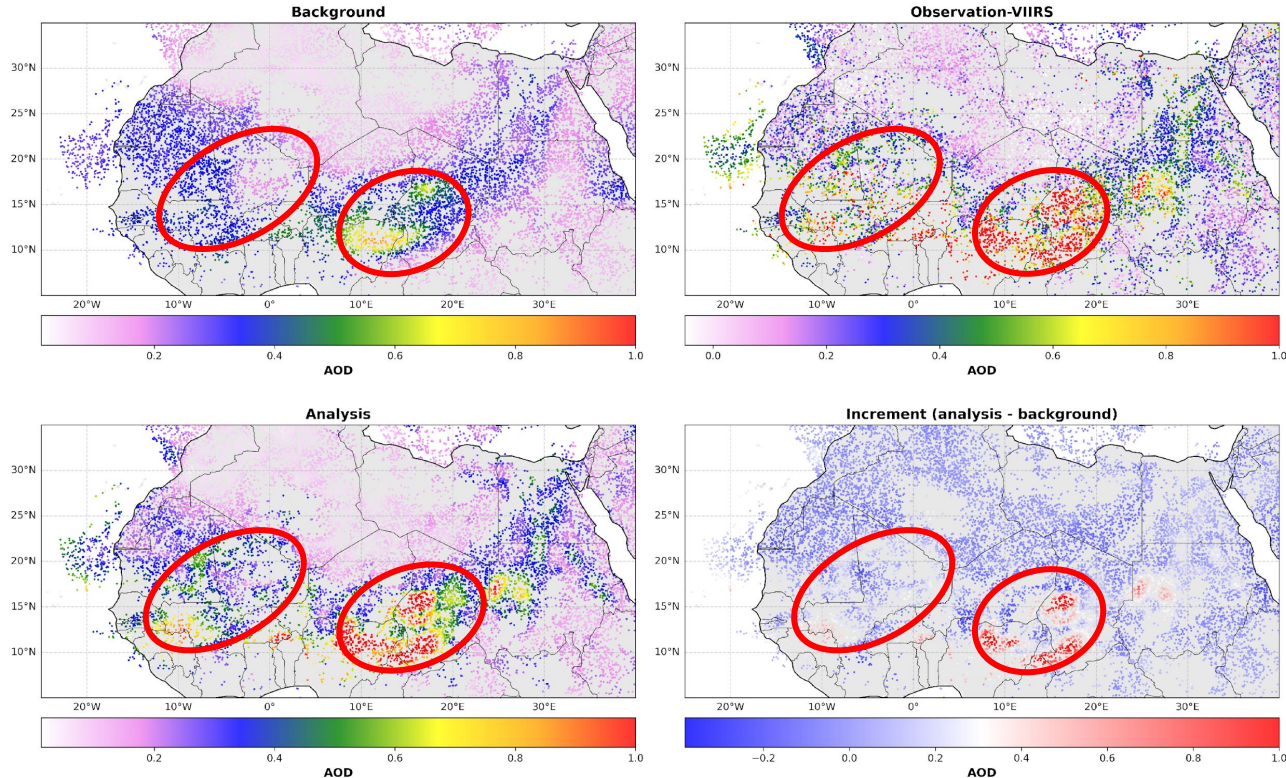 Background
30°N
25°N
20°N
15°N
10°N
20°W
10°W
0°
10°E
20°E
30°E
0.2
0.4
0.6
0.8
1.0
AOD
Observation-VIIRS
30°N
25°N
20°N
15°N
10°N
20°W
10°W
0°
10°E
20°E
30°E
0.0
0.2
0.4
0.6
0.8
1.0
AOD
Analysis
30°N
25°N
20°N
15°N
10°N
20°W
10°W
0°
10°E
20°E
30°E
0.2
0.4
0.6
0.8
1.0
AOD
Increment (analysis - background)
30°N
25°N
20°N
15°N
10°N
20°W
10°W
0°
10°E
20°E
30°E
−0.2
0.0
0.2
0.4
0.6
0.8
1.0
AOD